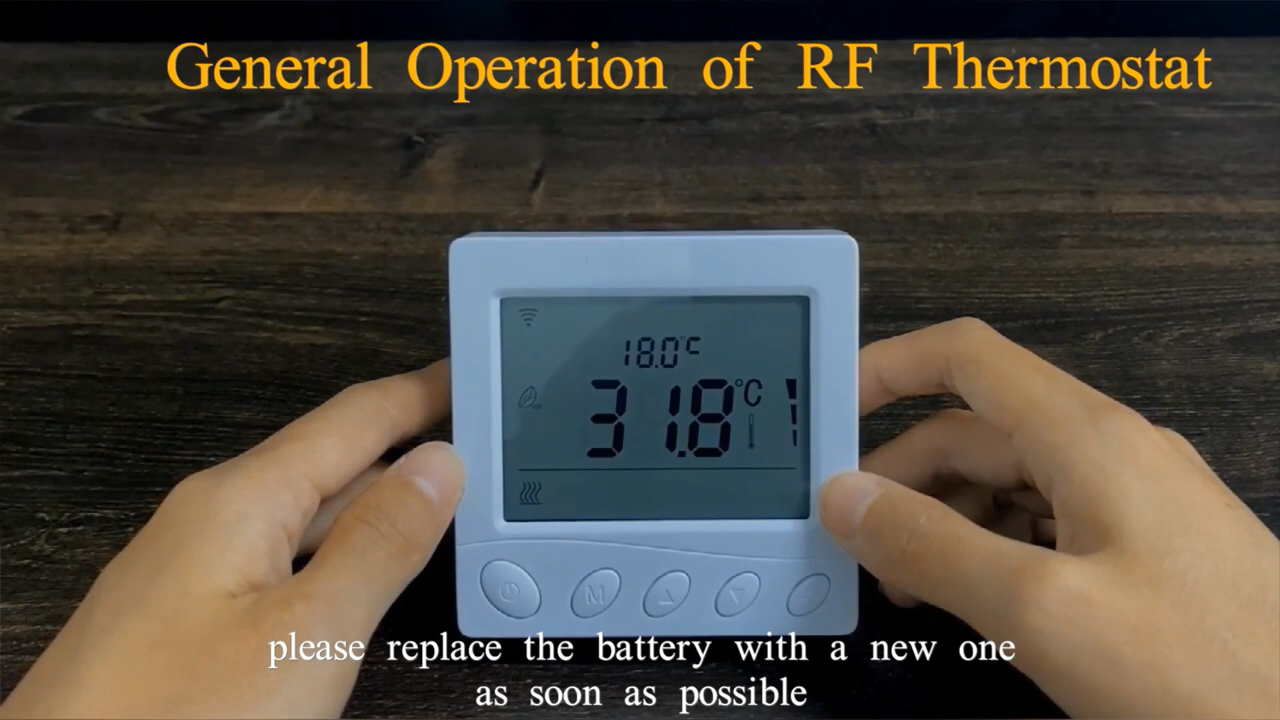 General Operation of RF Thermostat
18.0°C
31.8°C
M
please replace the battery with a new one
as soon as possible